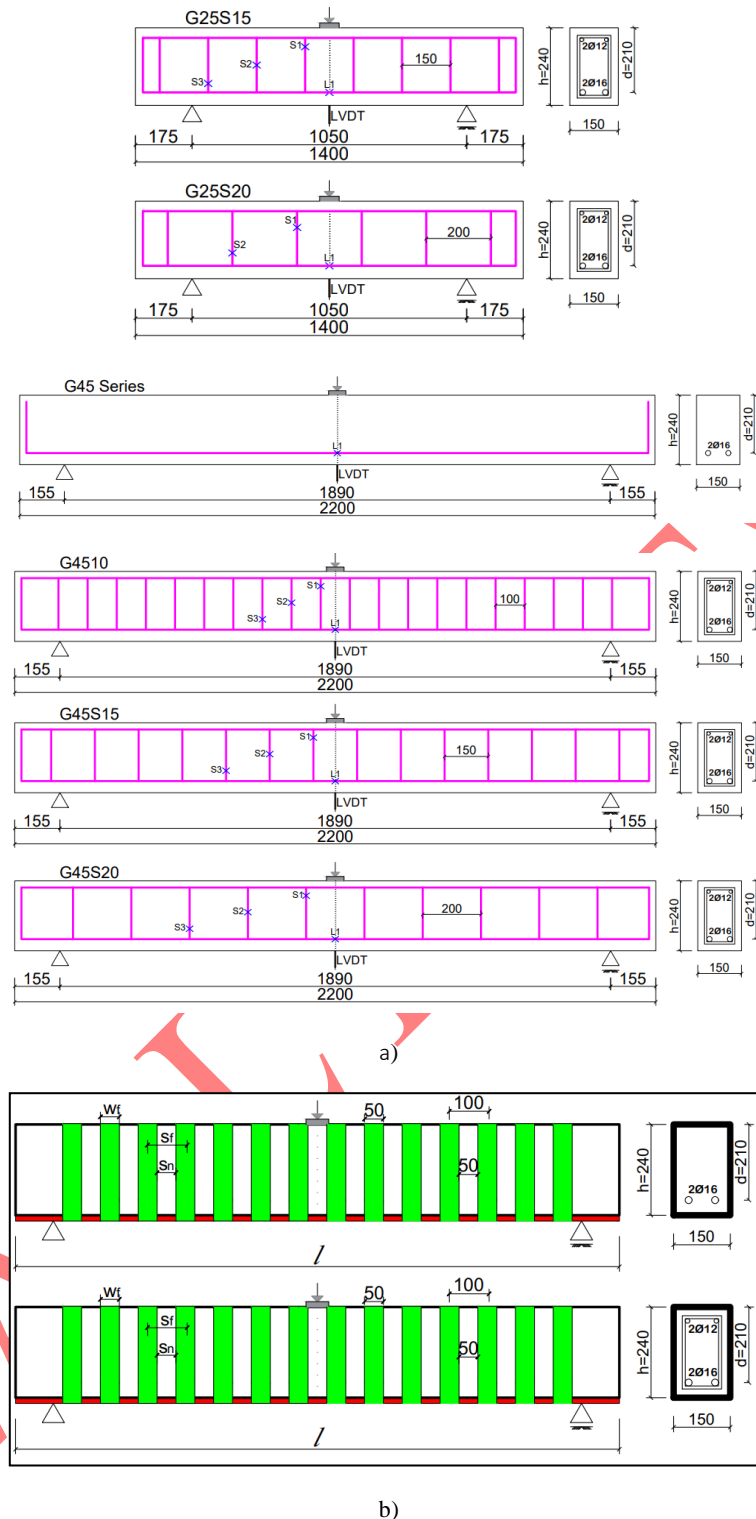 G25S15
S1
S2
S3
150
L1
LVDT
175 1050 175
1400
h=240
2Ø12
2Ø16
d=210
150
G25S20
S1
S2
200
L1
LVDT
175 1050 175
1400
h=240
2Ø12
2Ø16
d=210
150
G45 Series
L1
LVDT
155 1890 155
2200
h=240
2Ø16
d=210
150
G4510
S1
S2
S3
100
L1
LVDT
155 1890 155
2200
h=240
2Ø12
2Ø16
d=210
150
G45S15
S1
S2
S3
150
L1
LVDT
155 1890 155
2200
h=240
2Ø12
2Ø16
d=210
150
G45S20
S1
S2
S3
200
L1
LVDT
155 1890 155
2200
h=240
2Ø12
2Ø16
d=210
150
a)
Wf
Sf
Sn
50
100
50
l
h=240
2Ø16
d=210
150
Wf
Sf
Sn
50
100
50
l
h=240
2Ø12
2Ø16
d=210
150
b)